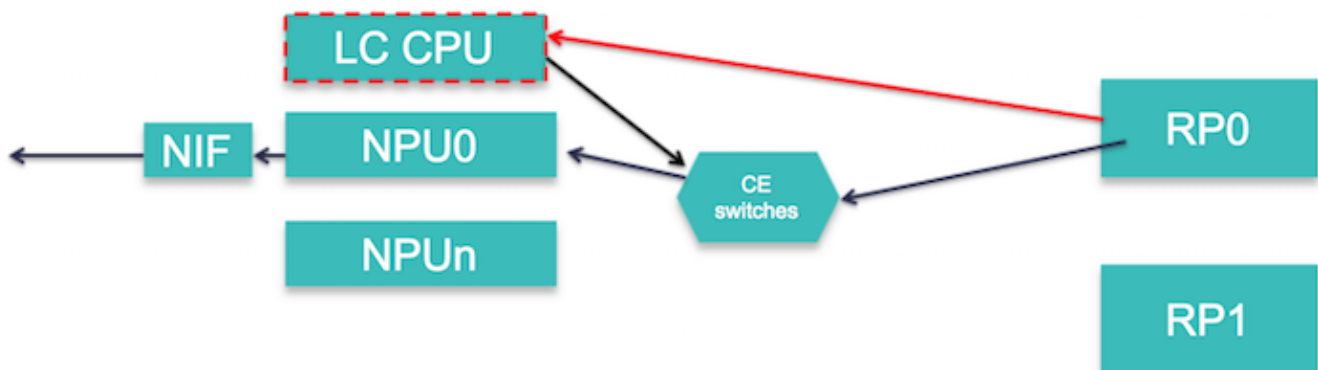 LC CPU
RP0
NIF
NPU0
CE
switches
NPUn
RP1